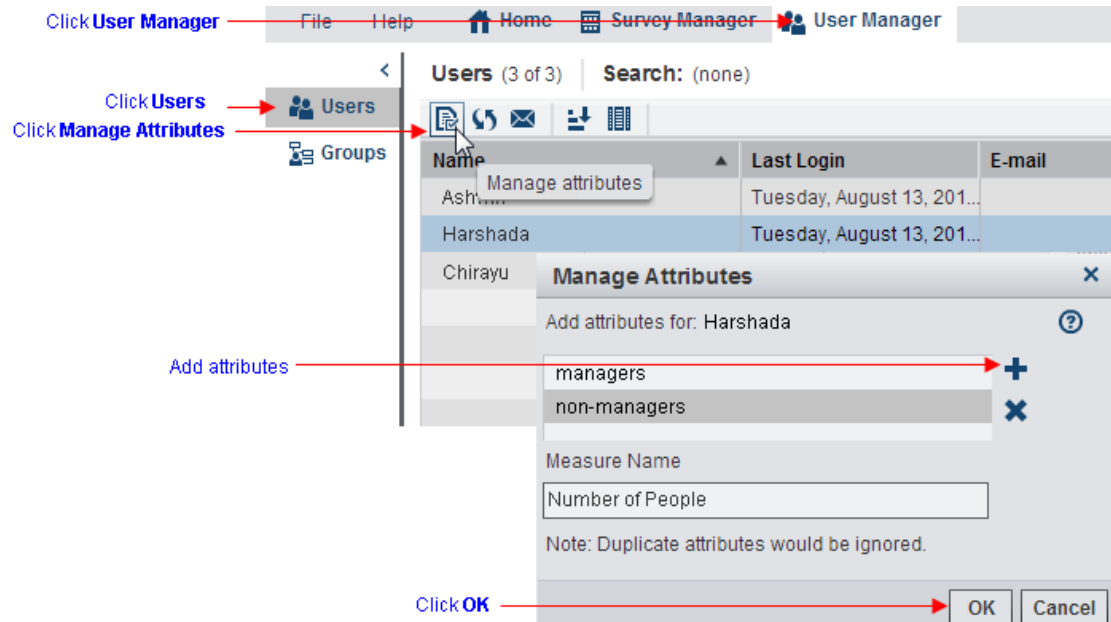 Click User Manager
File Help Home Survey Manager User Manager
Users (3 of 3) Search: (none)
Click Users
Users
Click Manage Attributes
Groups
Name Last Login E-mail
Manage attributes
Tuesday, August 13, 201...
Harshada Tuesday, August 13, 201...
Chirayu
Manage Attributes
Add attributes for: Harshada
Add attributes
managers
non-managers
Measure Name
Number of People
Note: Duplicate attributes would be ignored.
Click OK
OK Cancel